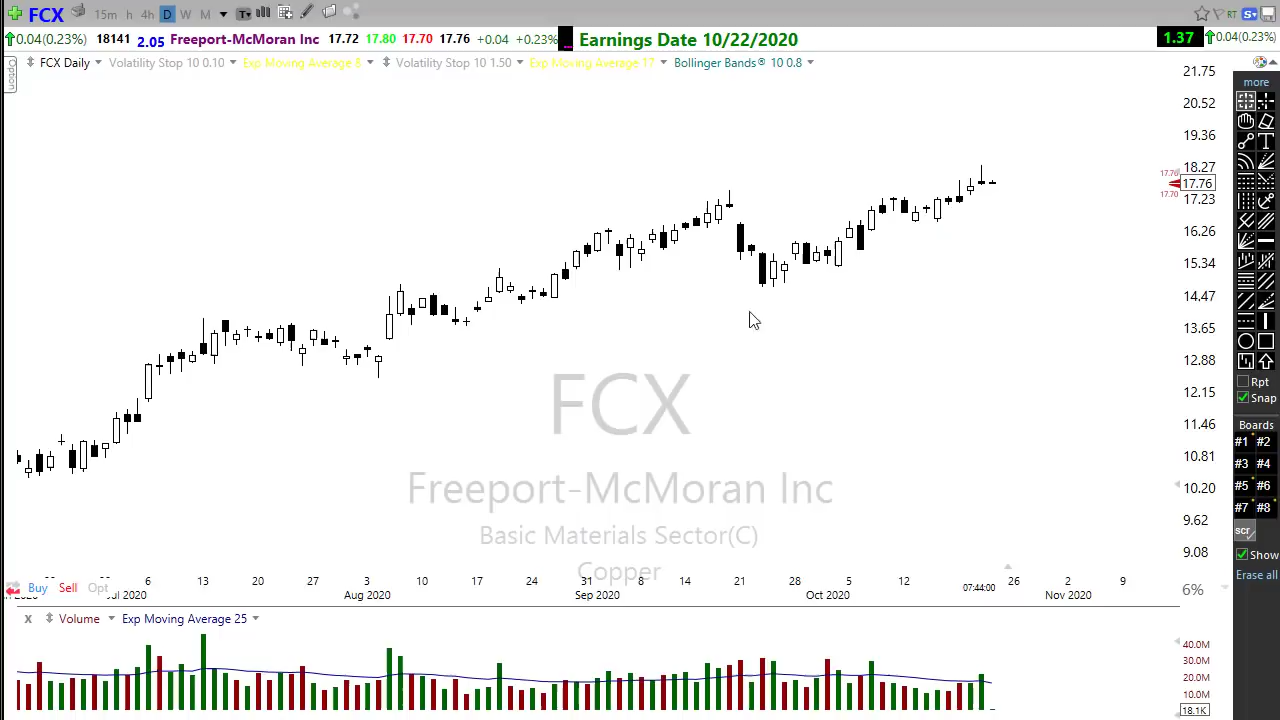 FCX 15m h 4h D W M T RT S
0.04(0.23%) 18141 2.05 Freeport-McMoran Inc 17.72 17.80 17.70 17.76 +0.04 +0.23% ... Earnings Date 10/22/2020 1.37 0.04(0.23%)
Option FCX Daily Volatility Stop 10 0.10 Exp Moving Average 8 Volatility Stop 10 1.50 Exp Moving Average 17 Bollinger Bands® 10 0.8
21.75
more
20.52
19.36
18.27
17.70
17.76
17.70
17.23
16.26
15.34
14.47
13.65
12.88
12.15
11.46
10.81
10.20
9.62
9.08
FCX
Freeport-McMoran Inc
Basic Materials Sector(C)
Copper
Rpt
Snap
Boards
#1 #2
#3 #4
#5 #6
#7 #8
scr
Show
Erase all
6 13 20 27 3 10 17 24 31 8 14 21 28 5 12 07:44:00 26 2 9
Buy Sell Opt
Jul 2020 Aug 2020 Sep 2020 Oct 2020 Nov 2020
6%
X Volume Exp Moving Average 25
40.0M
30.0M
20.0M
10.0M
18.1K